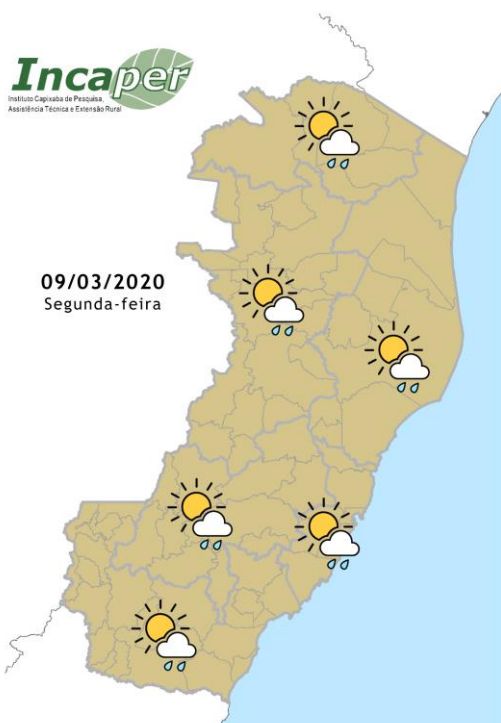 Incaper
Instituto Capixaba de Pesquisa,
Assistência Técnica e Extensão Rural
09/03/2020
Segunda-feira